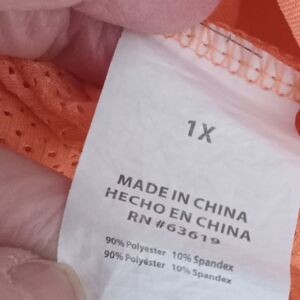 1X
MADE IN CHINA
HECHO EN CHINA
RN #63619
90% Polyester 10% Spandex
90% Polyéster 10% Spandex